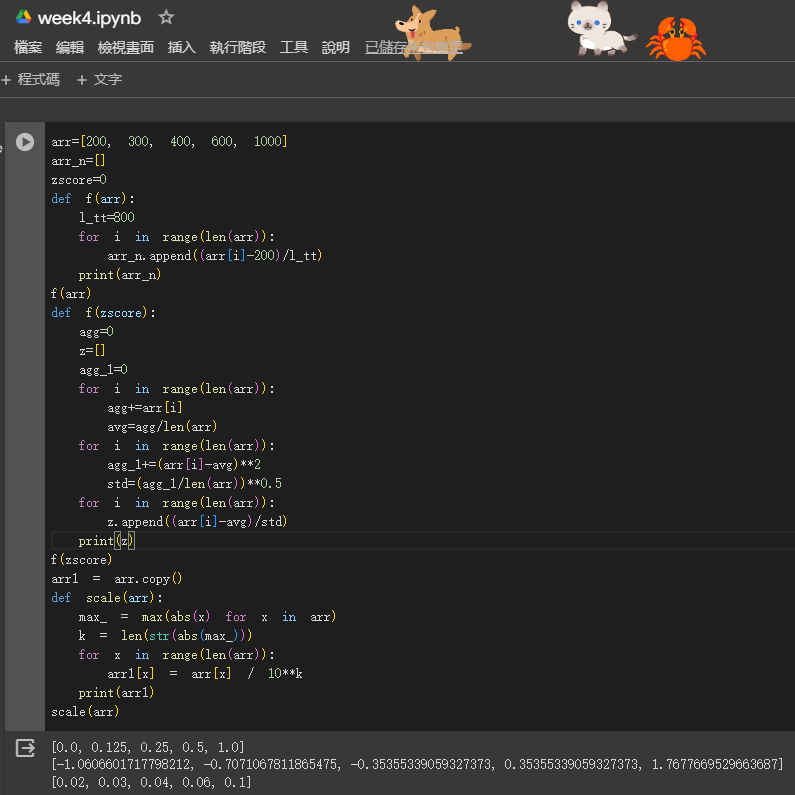 week4.ipynb
檔案 編輯 檢視畫面 插入 執行階段 工具 說明 已儲存
+ 程式碼 + 文字
arr=[200, 300, 400, 600, 1000]
arr_n=[]
zscore=0
def f(arr):
    l_tt=800
    for i in range(len(arr)):
        arr_n.append((arr[i]-200)/l_tt)
    print(arr_n)
f(arr)
def f(zscore):
    agg=0
    z=[]
    agg_1=0
    for i in range(len(arr)):
        agg+=arr[i]
        avg=agg/len(arr)
    for i in range(len(arr)):
        agg_1+=(arr[i]-avg)**2
        std=(agg_1/len(arr))**0.5
    for i in range(len(arr)):
        z.append((arr[i]-avg)/std)
    print(z)
f(zscore)
arr1 = arr.copy()
def scale(arr):
    max_ = max(abs(x) for x in arr)
    k = len(str(abs(max_)))
    for x in range(len(arr)):
        arr1[x] = arr[x] / 10**k
    print(arr1)
scale(arr)
[0.0, 0.125, 0.25, 0.5, 1.0]
[-1.0606601717798212, -0.7071067811865475, -0.35355339059327373, 0.35355339059327373, 1.7677669529663687]
[0.02, 0.03, 0.04, 0.06, 0.1]